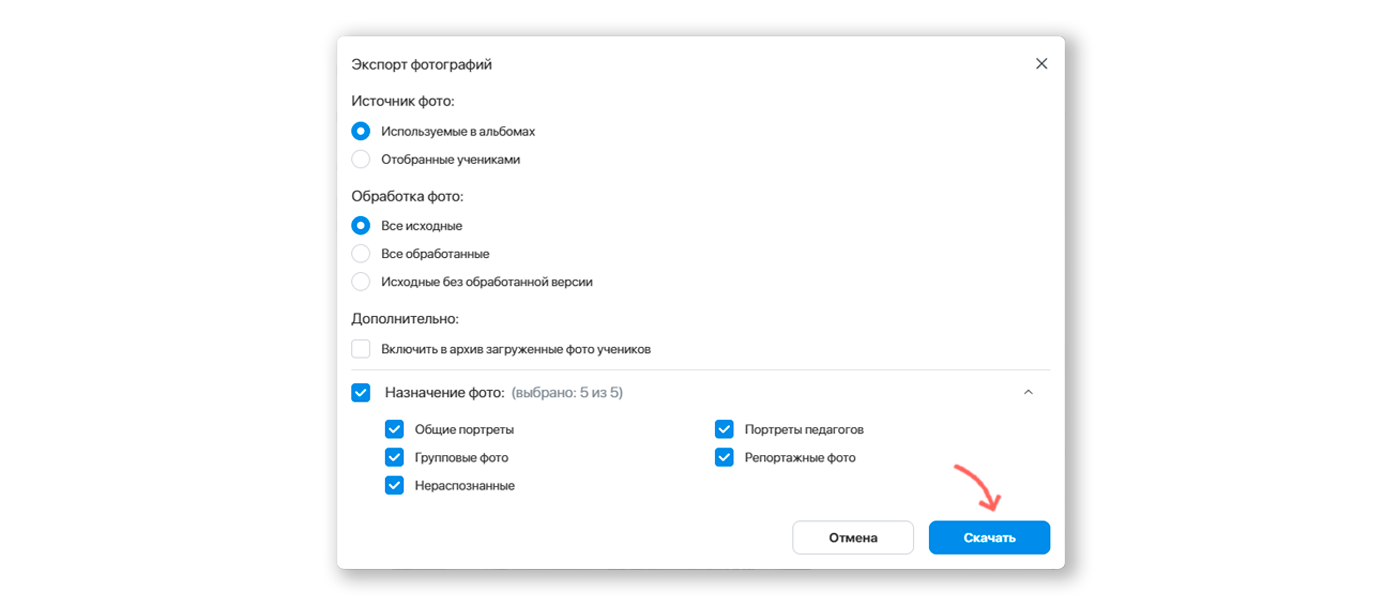 Экспорт фотографий
Источник фото:
Используемые в альбомах
Отобранные учениками
Обработка фото:
Все исходные
Все обработанные
Исходные без обработанной версии
Дополнительно:
Включить в архив загруженные фото учеников
Назначение фото: (выбрано: 5 из 5)
Общие портреты
Портреты педагогов
Групповые фото
Репортажные фото
Нераспознанные
Отмена
Скачать